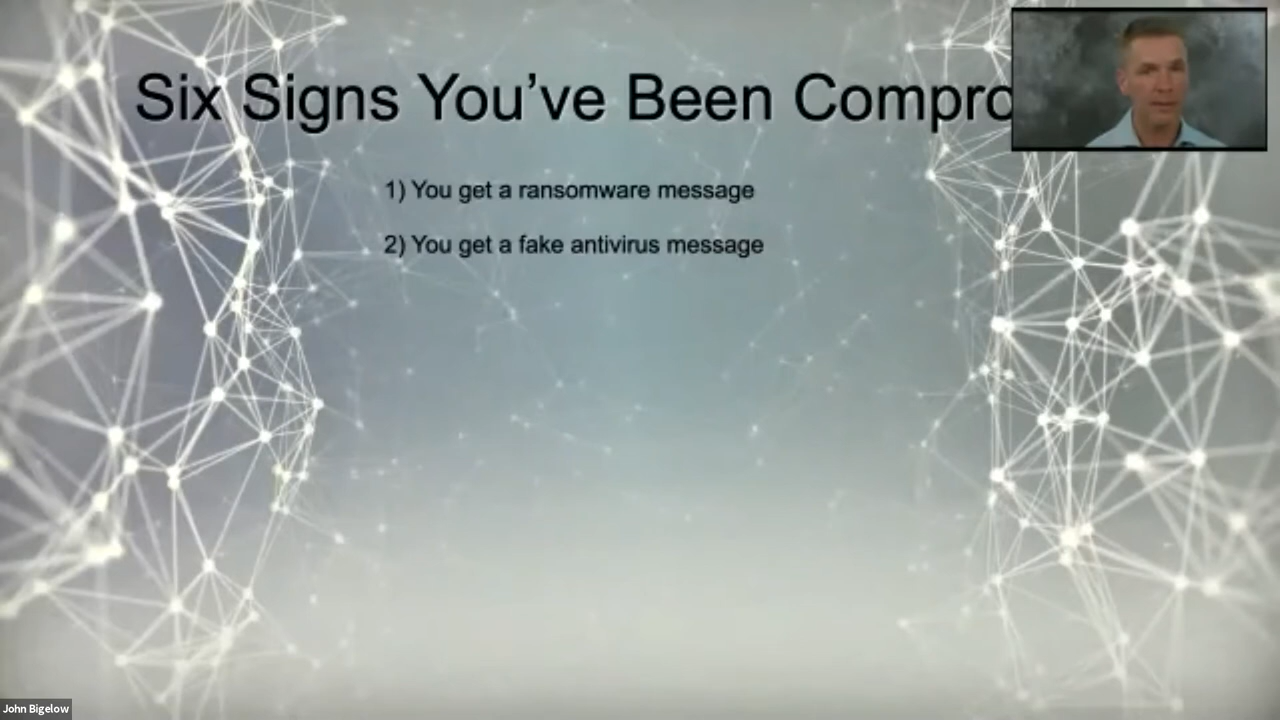 Six Signs You’ve Been Compro
1) You get a ransomware message
2) You get a fake antivirus message
John Bigelow